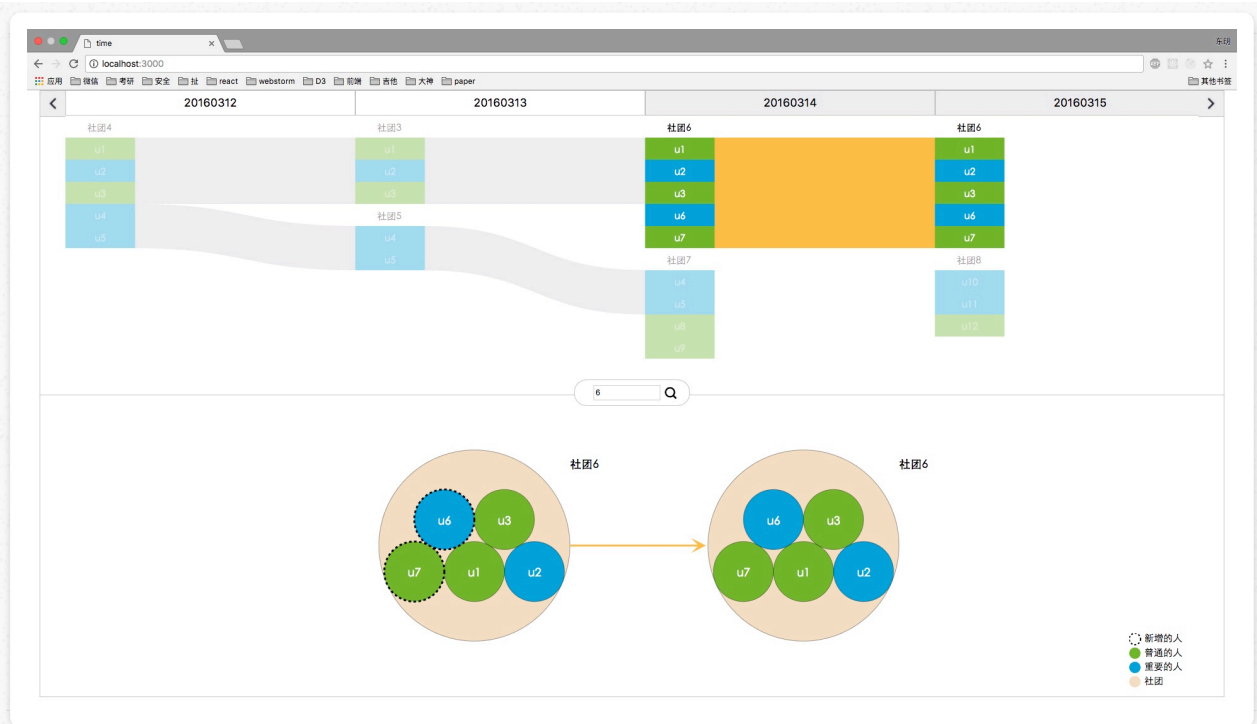 time
东明
localhost:3000
应用 微信 考研 安全 扯 react webstorm D3 前端 吉他 大神 paper 其他书签
20160312 20160313 20160314 20160315
社团4 社团3 社团6 社团6
u1 u1 u1 u1
u2 u2 u2 u2
u3 u3 u3 u3
u4 社团5 u6 u6
u5 u4 u7 u7
u5 社团7 社团8
u4 u10
u5 u11
u8 u12
u9
6
社团6 社团6
u6 u3 u6 u3
u7 u1 u2 u7 u1 u2
新增的人
普通的人
重要的人
社团